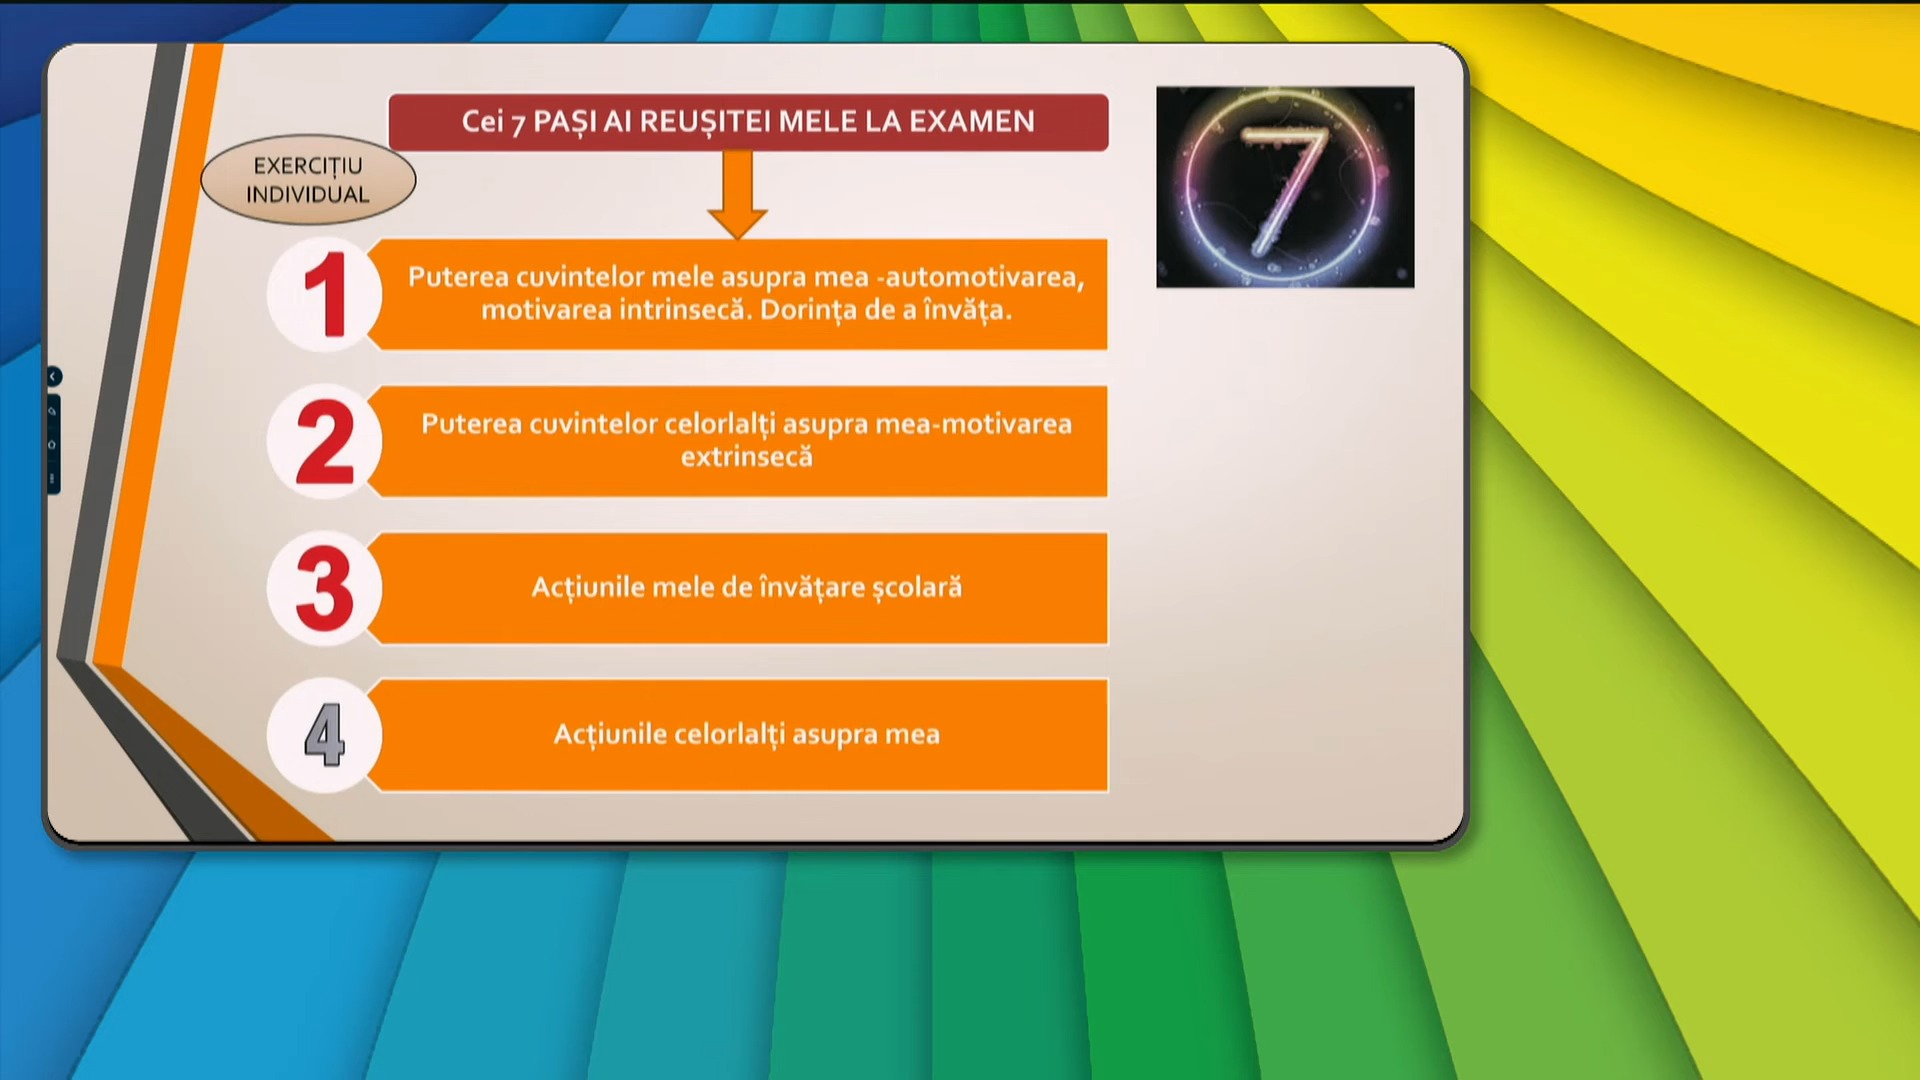 Cei 7 PAȘI AI REUȘITEI MELE LA EXAMEN
7
EXERCIȚIU
INDIVIDUAL
1
Puterea cuvintelor mele asupra mea -automotivarea,
motivarea intrinsecă. Dorința de a învăța.
2
Puterea cuvintelor celorlalți asupra mea-motivarea
extrinsecă
3
Acțiunile mele de învățare școlară
4
Acțiunile celorlalți asupra mea